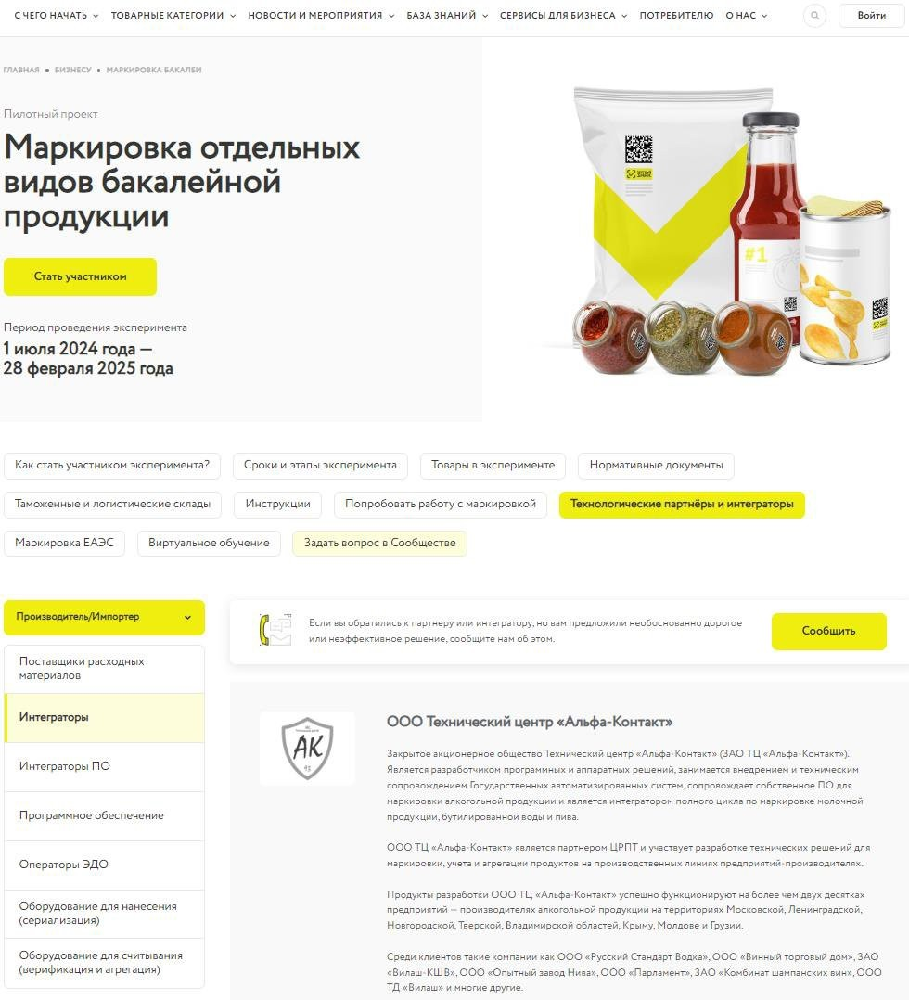 С ЧЕГО НАЧАТЬ ТОВАРНЫЕ КАТЕГОРИИ НОВОСТИ И МЕРОПРИЯТИЯ БАЗА ЗНАНИЙ СЕРВИСЫ ДЛЯ БИЗНЕСА ПОТРЕБИТЕЛЮ О НАС Войти
ГЛАВНАЯ БИЗНЕСУ МАРКИРОВКА БАКАЛЕИ
Пилотный проект
Маркировка отдельных
видов бакалейной
продукции
Стать участником
Период проведения эксперимента
1 июля 2024 года —
28 февраля 2025 года
ЧЕСТНЫЙ
ЗНАК
#1
Как стать участником эксперимента? Сроки и этапы эксперимента Товары в эксперименте Нормативные документы
Таможенные и логистические склады Инструкции Попробовать работу с маркировкой Технологические партнёры и интеграторы
Маркировка ЕАЭС Виртуальное обучение Задать вопрос в Сообществе
Производитель/Импортер
Поставщики расходных
материалов
Интеграторы
Интеграторы ПО
Программное обеспечение
Операторы ЭДО
Оборудование для нанесения
(сериализация)
Оборудование для считывания
(верификация и агрегация)
Если вы обратились к партнеру или интегратору, но вам предложили необоснованно дорогое
или неэффективное решение, сообщите нам об этом.
Сообщить
АК
93
ООО Технический центр «Альфа-Контакт»
Закрытое акционерное общество Технический центр «Альфа-Контакт» (ЗАО ТЦ «Альфа-Контакт»).
Является разработчиком программных и аппаратных решений, занимается внедрением и техническим
сопровождением Государственных автоматизированных систем, сопровождает собственное ПО для
маркировки алкогольной продукции и является интегратором полного цикла по маркировке молочной
продукции, бутилированной воды и пива.
ООО ТЦ «Альфа-Контакт» является партнером ЦРПТ и участвует разработке технических решений для
маркировки, учета и агрегации продуктов на производственных линиях предприятий-производителях.
Продукты разработки ООО ТЦ «Альфа-Контакт» успешно функционируют на более чем двух десятках
предприятий — производителях алкогольной продукции на территориях Московской, Ленинградской,
Новгородской, Тверской, Владимирской областей, Крыму, Молдове и Грузии.
Среди клиентов такие компании как ООО «Русский Стандарт Водка», ООО «Винный торговый дом», ЗАО
«Вилаш-КШВ», ООО «Опытный завод Нива», ООО «Парламент», ЗАО «Комбинат шампанских вин», ООО
ТД «Вилаш» и многие другие.